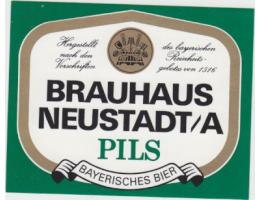 Hergestellt
nach den
Vorschriften
des bayerischen
Reinheits-
gebotes von 1516
BRAUHAUS
NEUSTADT/A
PILS
BAYERISCHES BIER